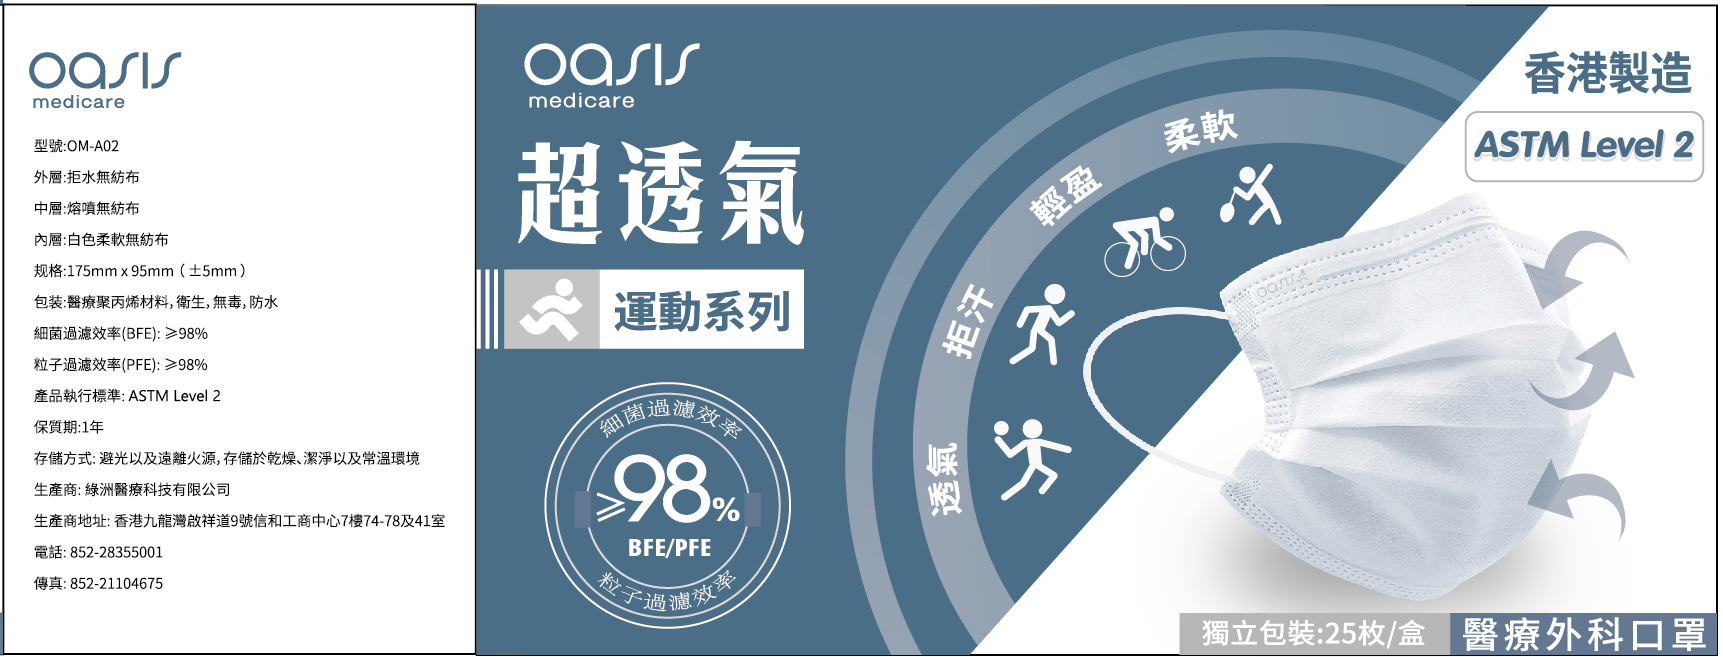 oasis
medicare
型號:OM-A02
外層:拒水無紡布
中層:熔噴無紡布
內層:白色柔軟無紡布
规格:175mm x 95mm（±5mm）
包装:醫療聚丙烯材料，衛生，無毒，防水
細菌過濾效率(BFE): ≥98%
粒子過濾效率(PFE): ≥98%
產品執行標準: ASTM Level 2
保質期:1年
存儲方式: 避光以及遠離火源，存儲於乾燥、潔淨以及常溫環境
生產商: 綠洲醫療科技有限公司
生產商地址: 香港九龍灣啟祥道9號信和工商中心7樓74-78及41室
電話: 852-28355001
傳真: 852-21104675
oasis
medicare
超透氣
運動系列
細菌過濾效率
≥98%
BFE/PFE
粒子過濾效率
柔軟
輕盈
拒汗
透氣
香港製造
ASTM Level 2
oasis
獨立包裝:25枚/盒
醫療外科口罩